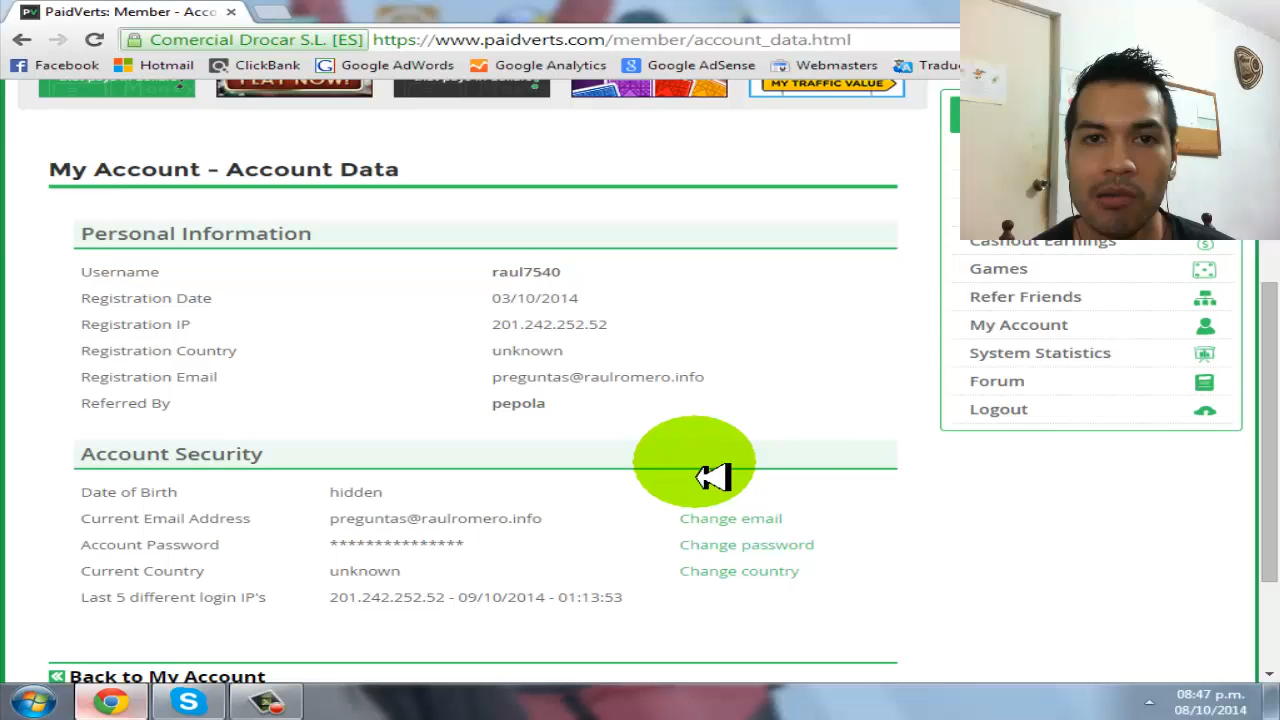 PV PaidVerts: Member - Acco ×
Comercial Drocar S.L. [ES] https://www.paidverts.com/member/account_data.html
Facebook Hotmail ClickBank Google AdWords Google Analytics Google AdSense Webmasters Tradu
MY TRAFFIC VALUE
My Account - Account Data
Personal Information
Username raul7540
Registration Date 03/10/2014
Registration IP 201.242.252.52
Registration Country unknown
Registration Email preguntas@raulromero.info
Referred By pepola
Account Security
Date of Birth hidden
Current Email Address preguntas@raulromero.info Change email
Account Password *************** Change password
Current Country unknown Change country
Last 5 different login IP's 201.242.252.52 - 09/10/2014 - 01:13:53
Back to My Account
Cashout Earnings
Games
Refer Friends
My Account
System Statistics
Forum
Logout
08:47 p.m.
08/10/2014